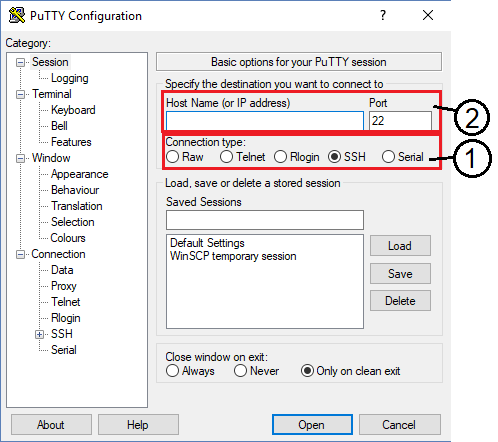 PuTTY Configuration
?
Category:
Session
Logging
Terminal
Keyboard
Bell
Features
Window
Appearance
Behaviour
Translation
Selection
Colours
Connection
Data
Proxy
Telnet
Rlogin
SSH
Serial
Basic options for your PuTTY session
Specify the destination you want to connect to
Host Name (or IP address) Port
22
2
Connection type:
Raw Telnet Rlogin SSH Serial
1
Load, save or delete a stored session
Saved Sessions
Default Settings
WinSCP temporary session
Load
Save
Delete
Close window on exit:
Always Never Only on clean exit
About Help Open Cancel